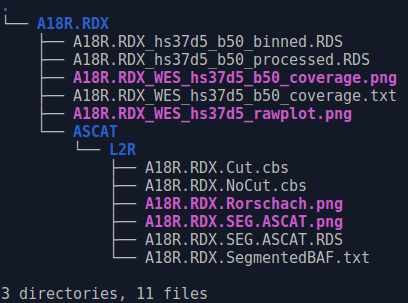 .
└── A18R.RDX
    ├── A18R.RDX_hs37d5_b50_binned.RDS
    ├── A18R.RDX_hs37d5_b50_processed.RDS
    ├── A18R.RDX_WES_hs37d5_b50_coverage.png
    ├── A18R.RDX_WES_hs37d5_b50_coverage.txt
    ├── A18R.RDX_WES_hs37d5_rawplot.png
    └── ASCAT
        └── L2R
            ├── A18R.RDX.Cut.cbs
            ├── A18R.RDX.NoCut.cbs
            ├── A18R.RDX.Rorschach.png
            ├── A18R.RDX.SEG.ASCAT.png
            ├── A18R.RDX.SEG.ASCAT.RDS
            └── A18R.RDX.SegmentedBAF.txt
3 directories, 11 files